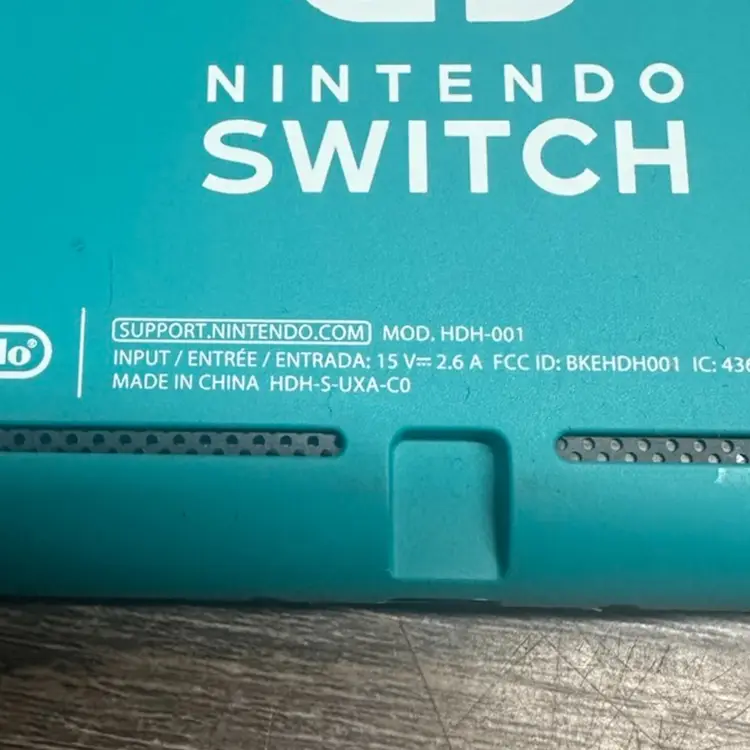 NINTENDO
SWITCH
SUPPORT.NINTENDO.COM MOD. HDH-001
INPUT / ENTRÉE / ENTRADA: 15 V⎓ 2.6 A FCC ID: BKEHDH001 IC: 436
MADE IN CHINA HDH-S-UXA-C0